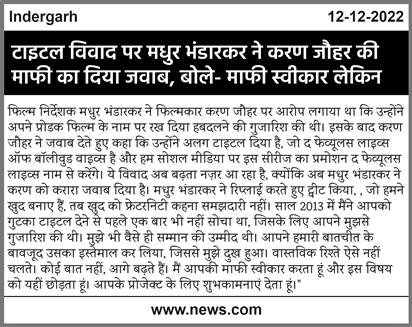 Indergarh 12-12-2022
टाइटल विवाद पर मधुर भंडारकर ने करण जौहर की
माफी का दिया जवाब, बोले- माफी स्वीकार लेकिन
फिल्म निर्देशक मधुर भंडारकर ने फिल्मकार करण जौहर पर आरोप लगाया था कि उन्होंने
अपने प्रोडक फिल्म के नाम पर रख दिया हबदलने की गुजारिश की थी। इसके बाद करण
जौहर ने जवाब देते हुए कहा कि उन्होंने अलग टाइटल दिया है, जो द फेब्यूलस लाइव्स
ऑफ बॉलीवुड वाइव्स है और हम सोशल मीडिया पर इस सीरीज का प्रमोशन द फेब्यूलस
लाइव्स नाम से करेंगे। ये विवाद अब बढ़ता नज़र आ रहा है, क्योंकि अब मधुर भंडारकर ने
करण को करारा जवाब दिया है। मधुर भंडारकर ने रिप्लाई करते हुए ट्वीट किया, , जो हमने
खुद बनाए हैं, तब खुद को फ्रेटरनिटी कहना समझदारी नहीं। साल 2013 में मैंने आपको
गुटका टाइटल देने से पहले एक बार भी नहीं सोचा था, जिसके लिए आपने मुझसे
गुजारिश की थी। मुझे भी वैसे ही सम्मान की उम्मीद थी। आपने हमारी बातचीत के
बावजूद उसका इस्तेमाल कर लिया, जिससे मुझे दुख हुआ। वास्तविक रिश्ते ऐसे नहीं
चलते। कोई बात नहीं, आगे बढ़ते हैं। मैं आपकी माफी स्वीकार करता हूं और इस विषय
को यहीं छोड़ता हूं। आपके प्रोजेक्ट के लिए शुभकामनाएं देता हूं।"
www.news.com